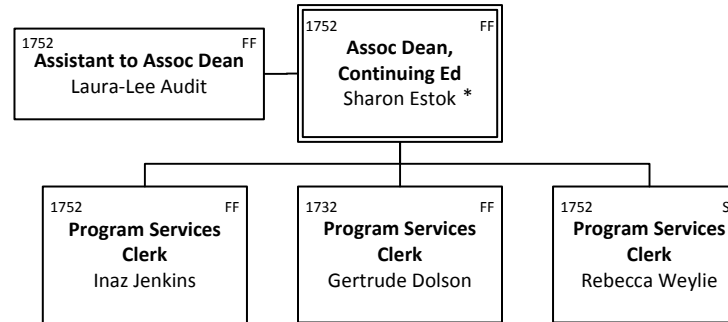 1752 FF
Assistant to Assoc Dean
Laura-Lee Audit
1752 FF
Assoc Dean,
Continuing Ed
Sharon Estok *
1752 FF
Program Services
Clerk
Inaz Jenkins
1732 FF
Program Services
Clerk
Gertrude Dolson
1752
Program Services
Clerk
Rebecca Weylie